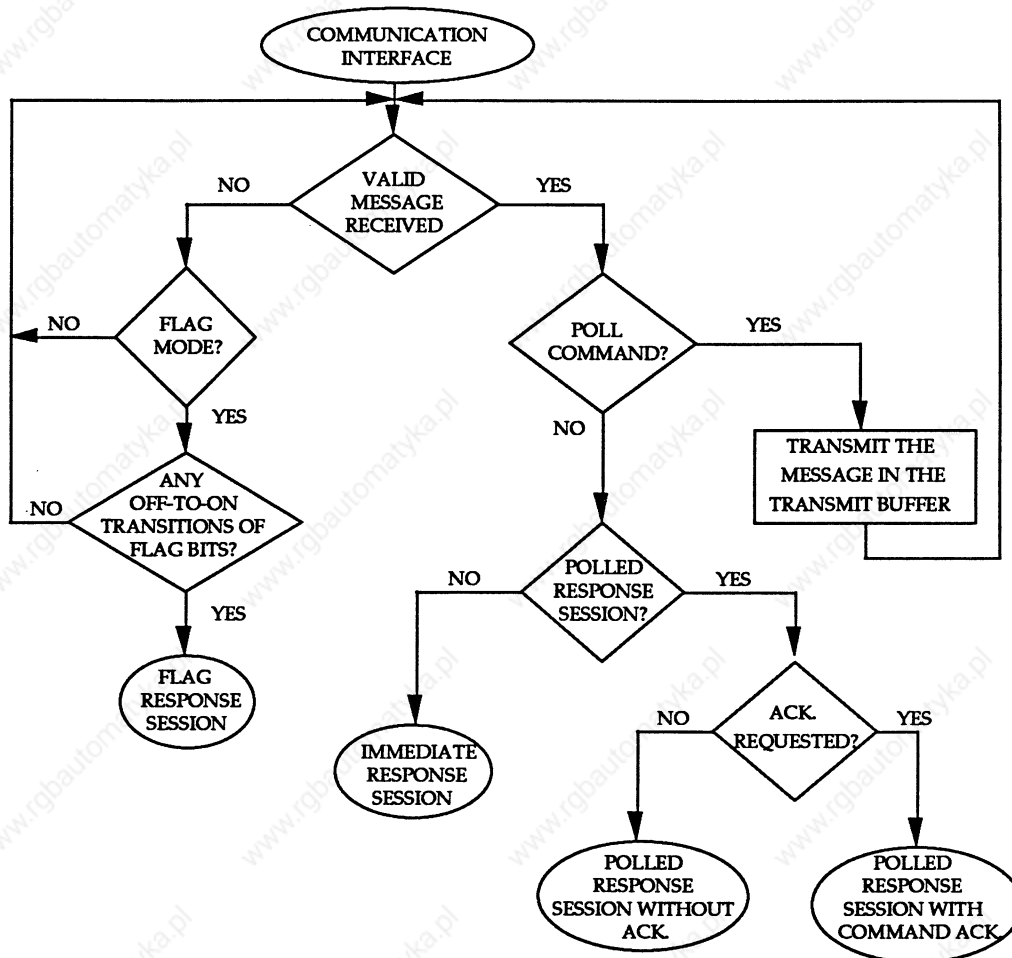 COMMUNICATION
INTERFACE
NO
VALID
MESSAGE
RECEIVED
YES
NO
FLAG
MODE?
YES
POLL
COMMAND?
YES
NO
TRANSMIT THE
MESSAGE IN THE
TRANSMIT BUFFER
NO
ANY
OFF-TO-ON
TRANSITIONS OF
FLAG BITS?
YES
FLAG
RESPONSE
SESSION
NO
POLLED
RESPONSE
SESSION?
YES
IMMEDIATE
RESPONSE
SESSION
NO
ACK.
REQUESTED?
YES
POLLED
RESPONSE
SESSION WITHOUT
ACK.
POLLED
RESPONSE
SESSION WITH
COMMAND ACK.
www.rgbautomatyka.pl